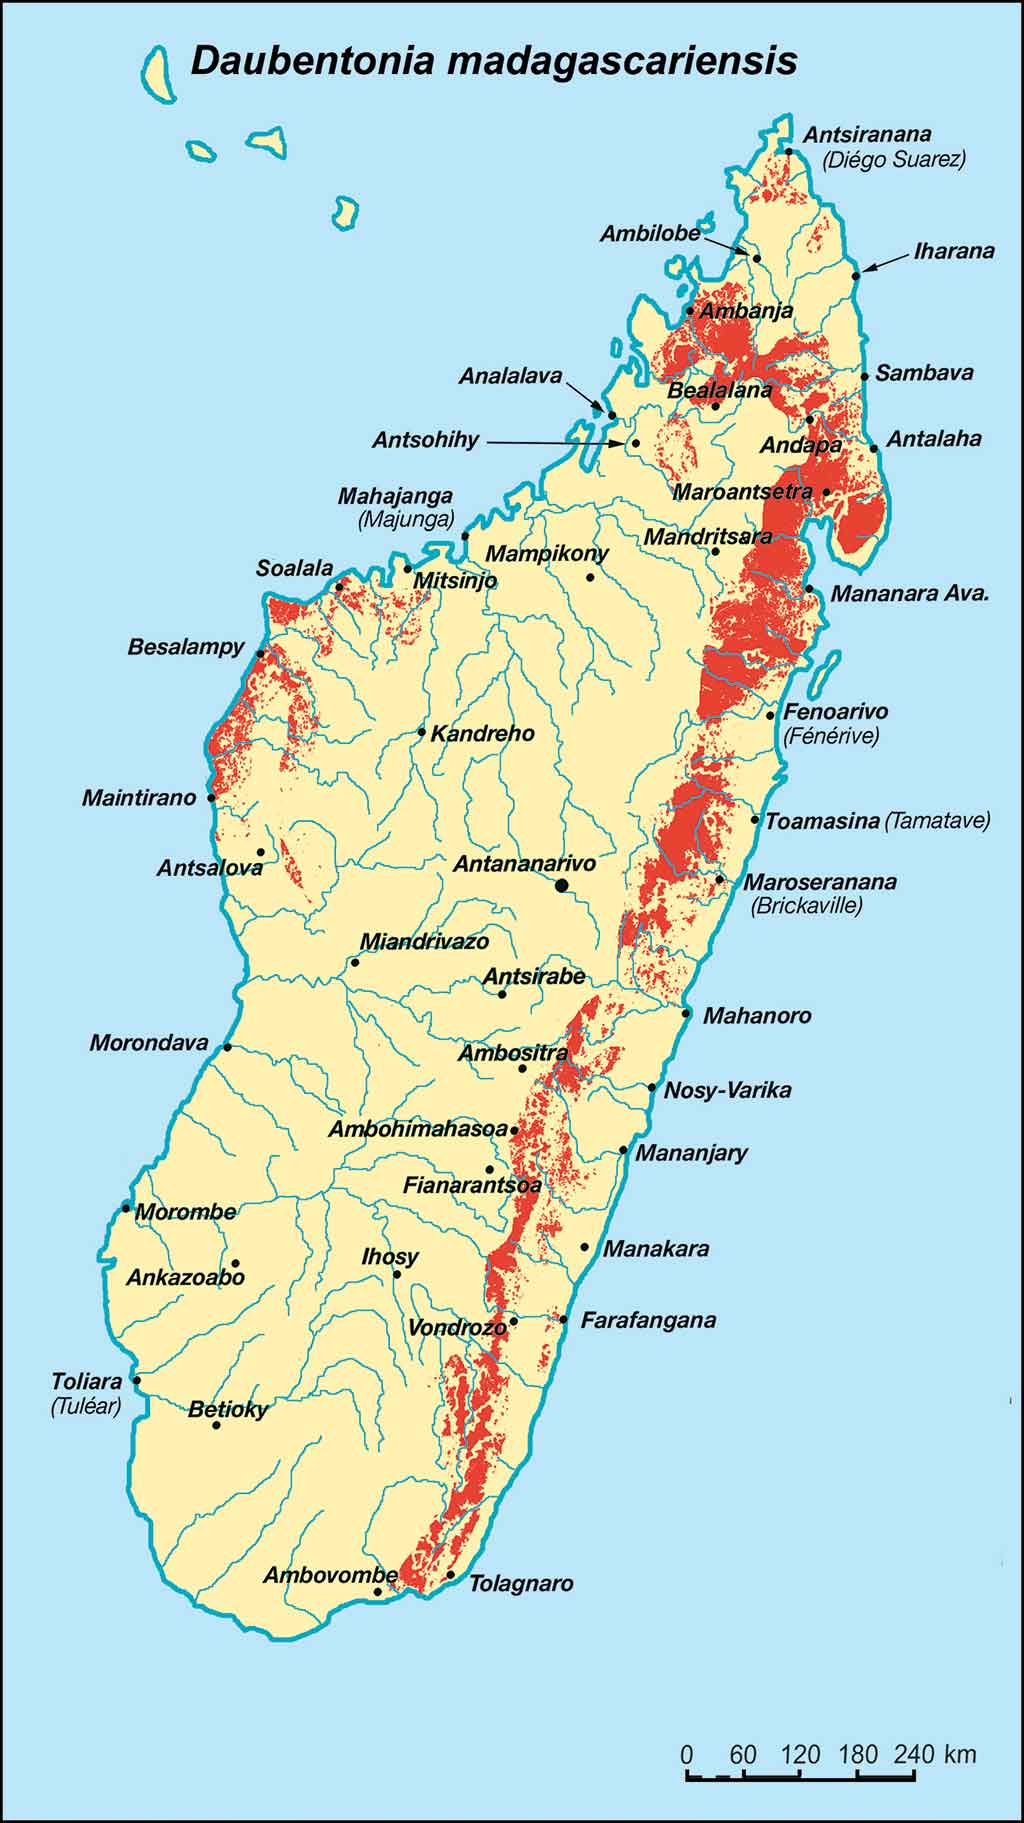 Daubentonia madagascariensis
Antsiranana
(Diégo Suarez)
Ambilobe
Iharana
Ambanja
Analalava
Bealalana
Sambava
Antsohihy
Andapa
Antalaha
Mahajanga
(Majunga)
Maroantsetra
Mandritsara
Mampikony
Soalala
Mitsinjo
Mananara Ava.
Besalampy
Fenoarivo
(Fénérive)
Kandreho
Maintirano
Toamasina (Tamatave)
Antsalova
Antananarivo
Maroseranana
(Brickaville)
Miandrivazo
Antsirabe
Mahanoro
Morondava
Ambositra
Nosy-Varika
Ambohimahasoa
Mananjary
Fianarantsoa
Morombe
Manakara
Ihosy
Ankazoabo
Vondrozo
Farafangana
Toliara
(Tuléar)
Betioky
Ambovombe
Tolagnaro
0 60 120 180 240 km